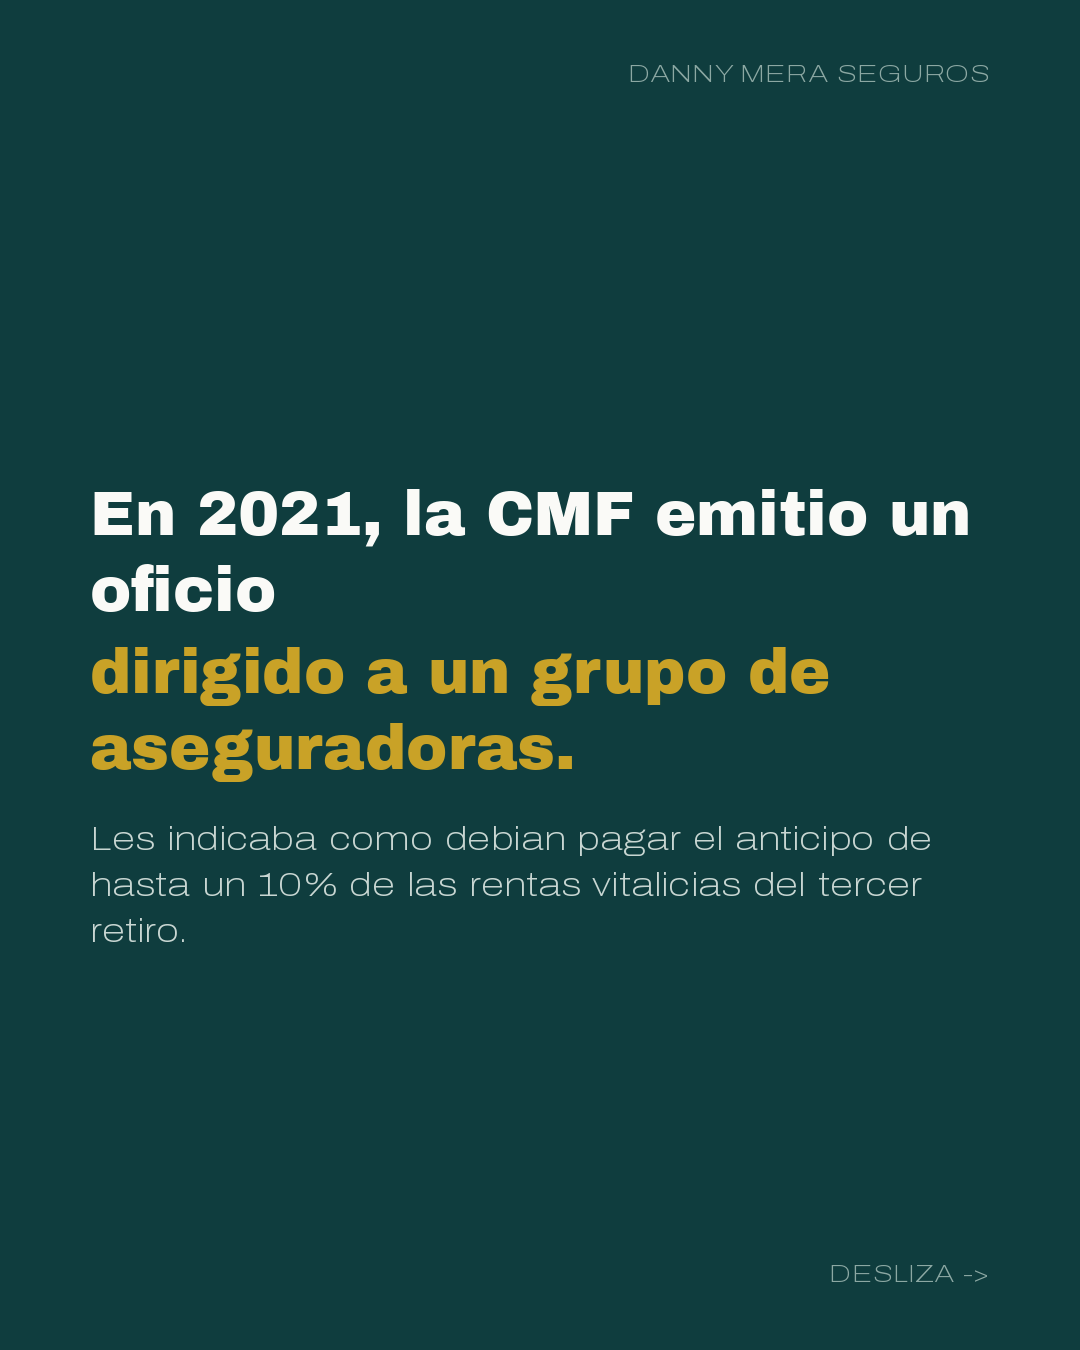 DANNY MERA SEGUROS
En 2021, la CMF emitio un
oficio
dirigido a un grupo de
aseguradoras.
Les indicaba como debian pagar el anticipo de
hasta un 10% de las rentas vitalicias del tercer
retiro.
DESLIZA ->